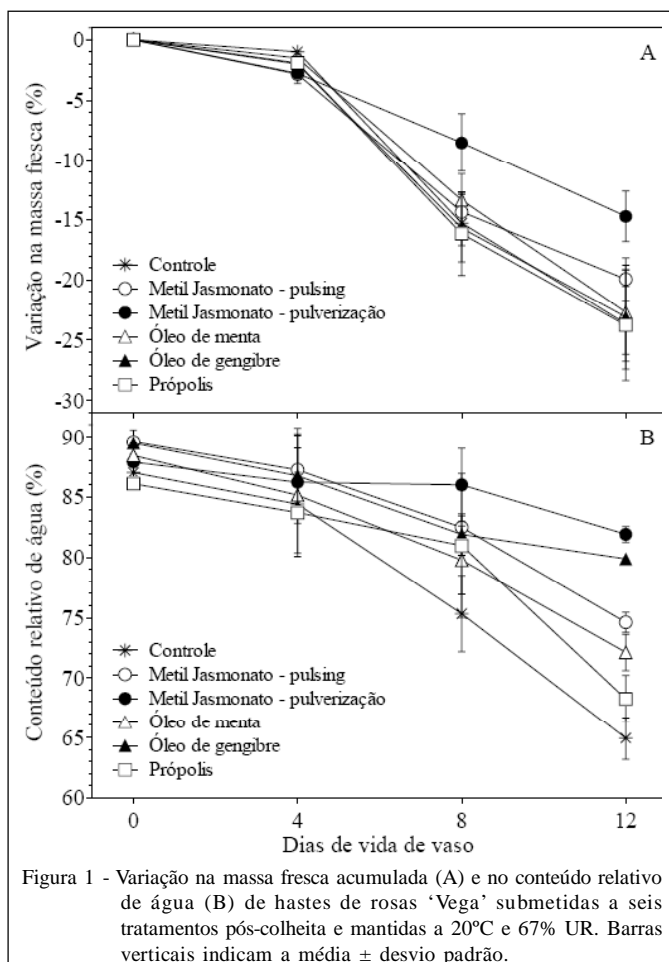 A
0
-5
-10
-15
-20
-25
-30
Variação na massa fresca (%)
Controle
Metil Jasmonato - pulsing
Metil Jasmonato - pulverização
Óleo de menta
Óleo de gengibre
Própolis
B
90
85
80
75
70
65
60
Conteúdo relativo de água (%)
Controle
Metil Jasmonato - pulsing
Metil Jasmonato - pulverização
Óleo de menta
Óleo de gengibre
Própolis
0 4 8 12
Dias de vida de vaso
Figura 1 - Variação na massa fresca acumulada (A) e no conteúdo relativo
de água (B) de hastes de rosas ‘Vega’ submetidas a seis
tratamentos pós-colheita e mantidas a 20ºC e 67% UR. Barras
verticais indicam a média ± desvio padrão.